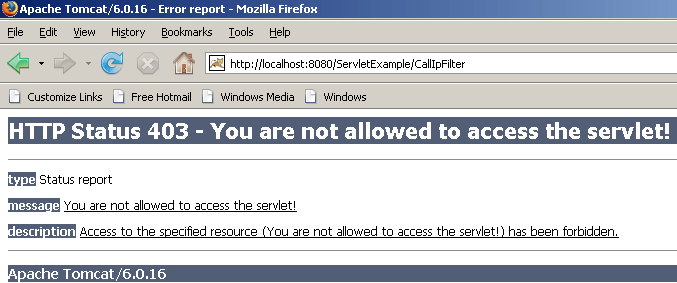 Apache Tomcat/6.0.16 - Error report - Mozilla Firefox
File Edit View History Bookmarks Tools Help
http://localhost:8080/ServletExample/CallIpFilter
Customize Links Free Hotmail Windows Media Windows
HTTP Status 403 - You are not allowed to access the servlet!
type Status report
message You are not allowed to access the servlet!
description Access to the specified resource (You are not allowed to access the servlet!) has been forbidden.
Apache Tomcat/6.0.16